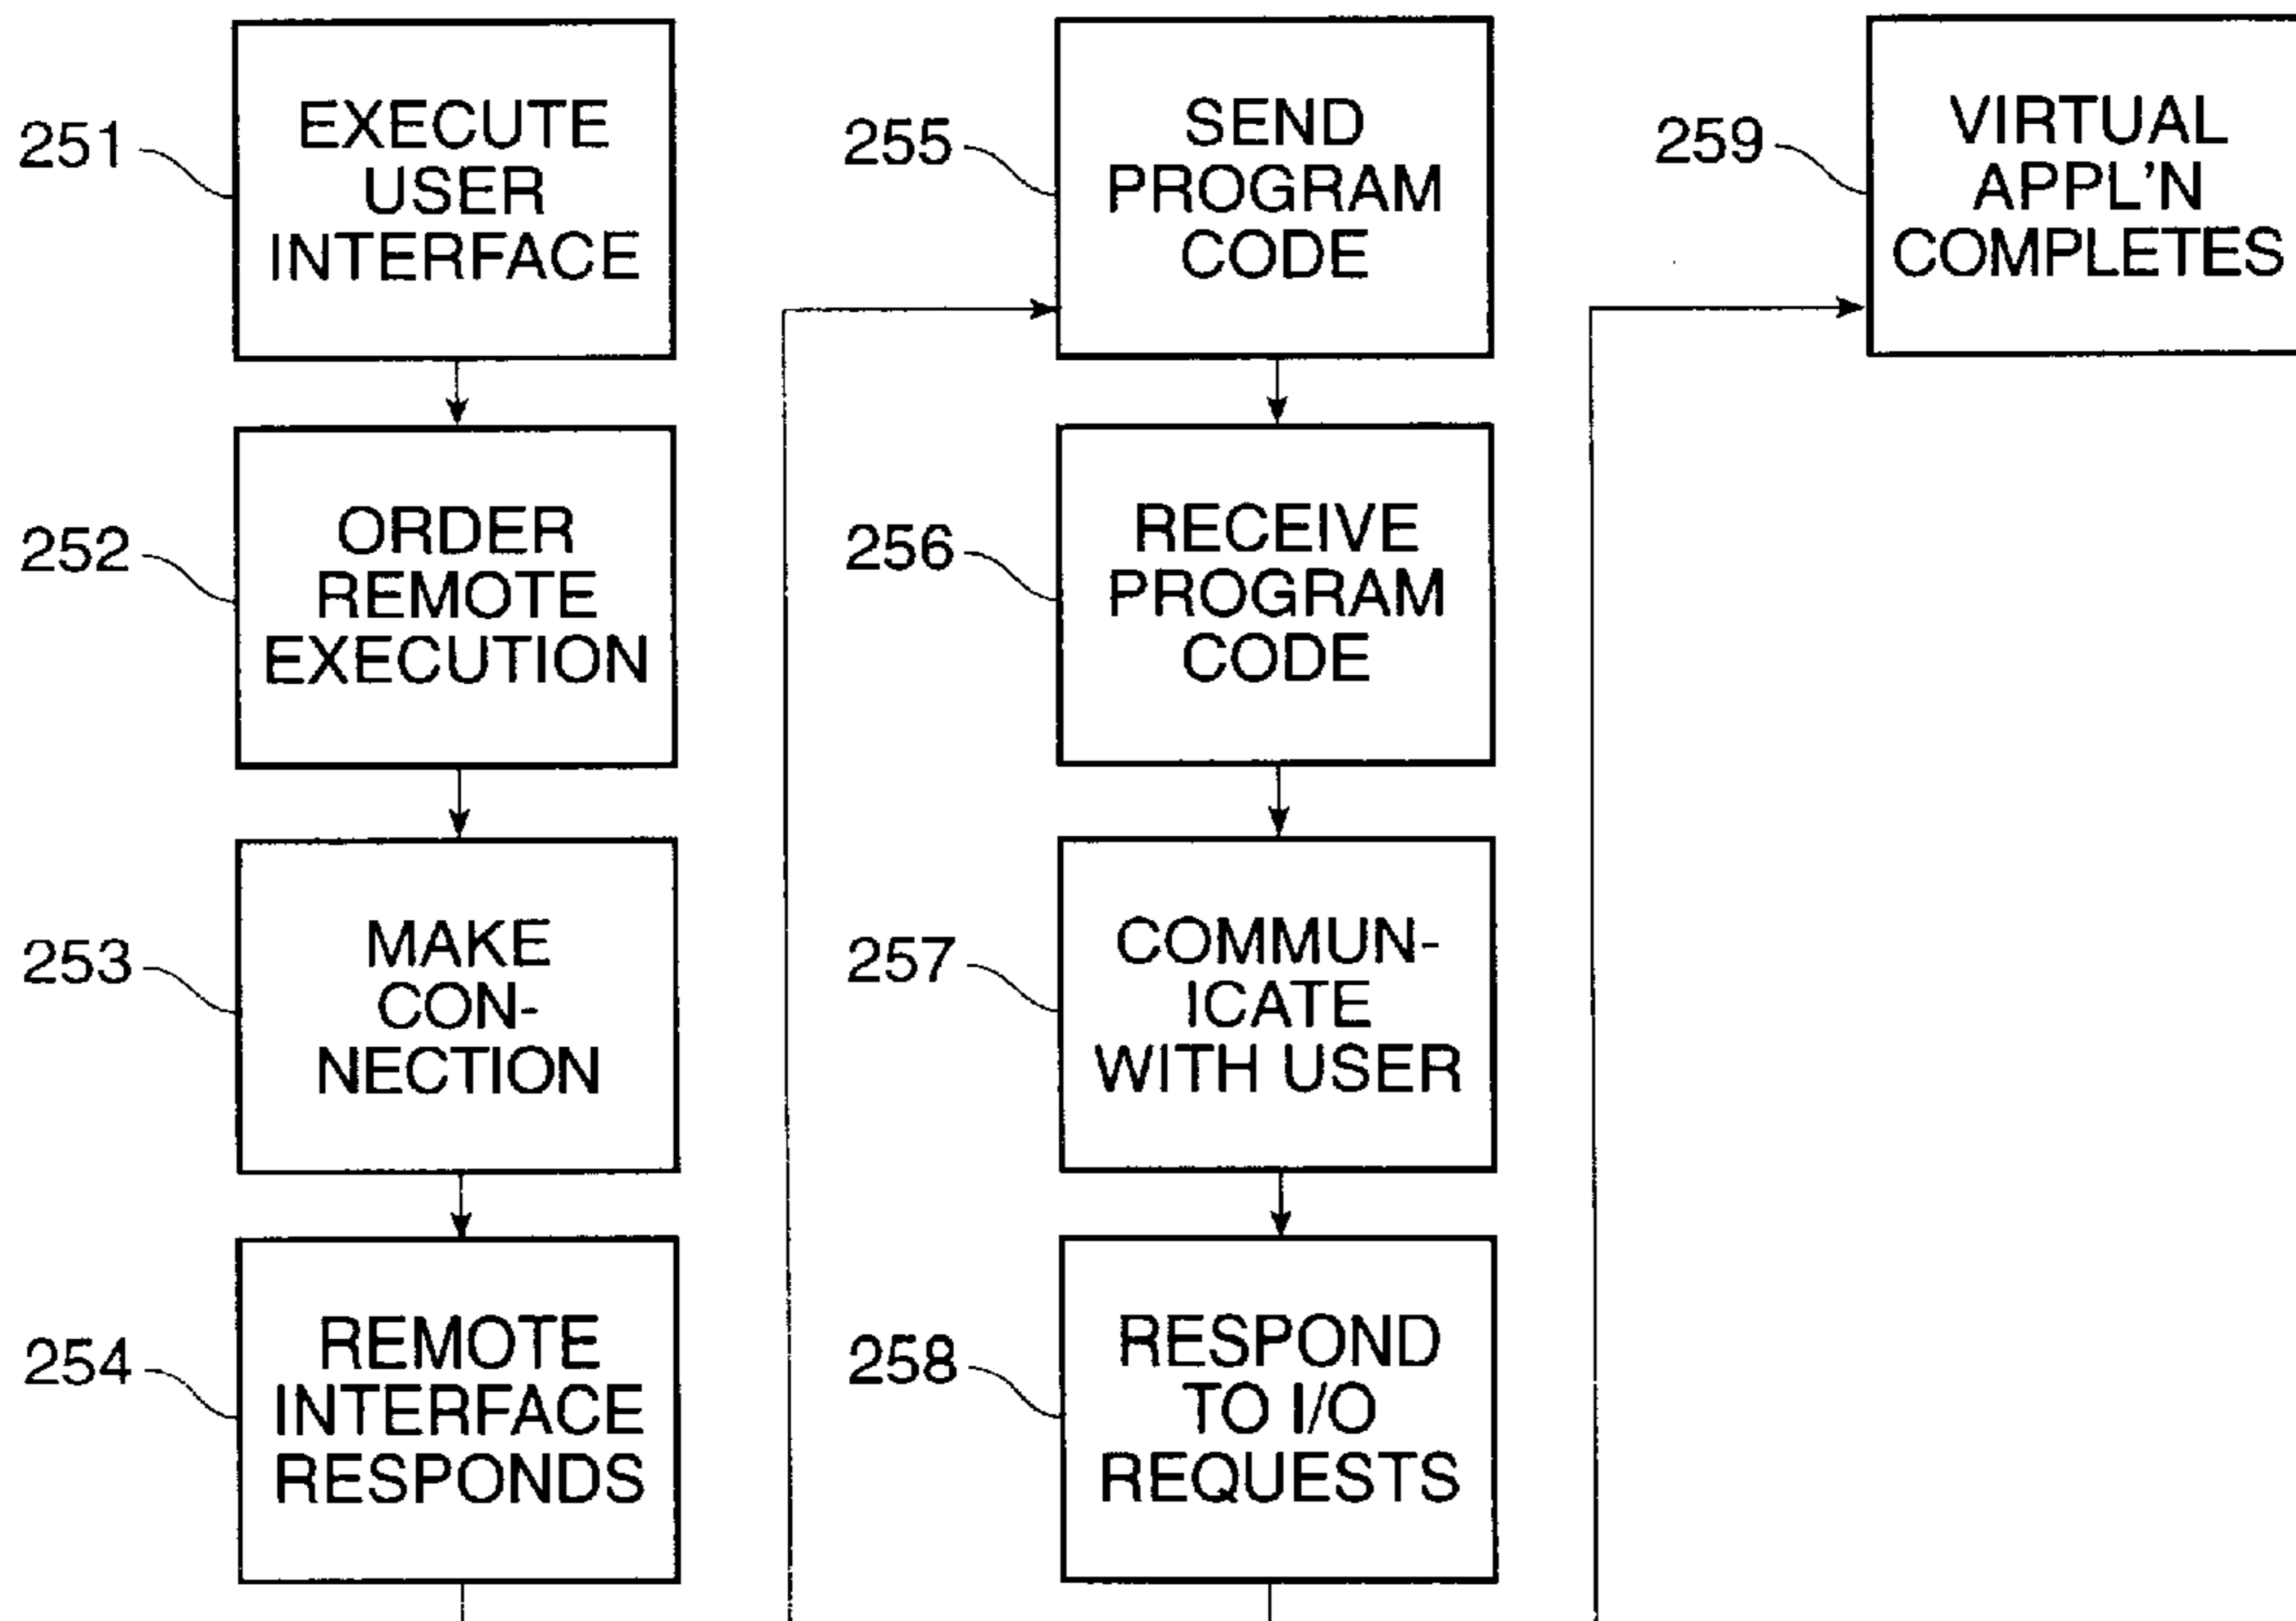 251
EXECUTE
USER
INTERFACE
252
ORDER
REMOTE
EXECUTION
253
MAKE
CON-
NECTION
254
REMOTE
INTERFACE
RESPONDS
255
SEND
PROGRAM
CODE
256
RECEIVE
PROGRAM
CODE
257
COMMUN-
ICATE
WITH USER
258
RESPOND
TO I/O
REQUESTS
259
VIRTUAL
APPL'N
COMPLETES